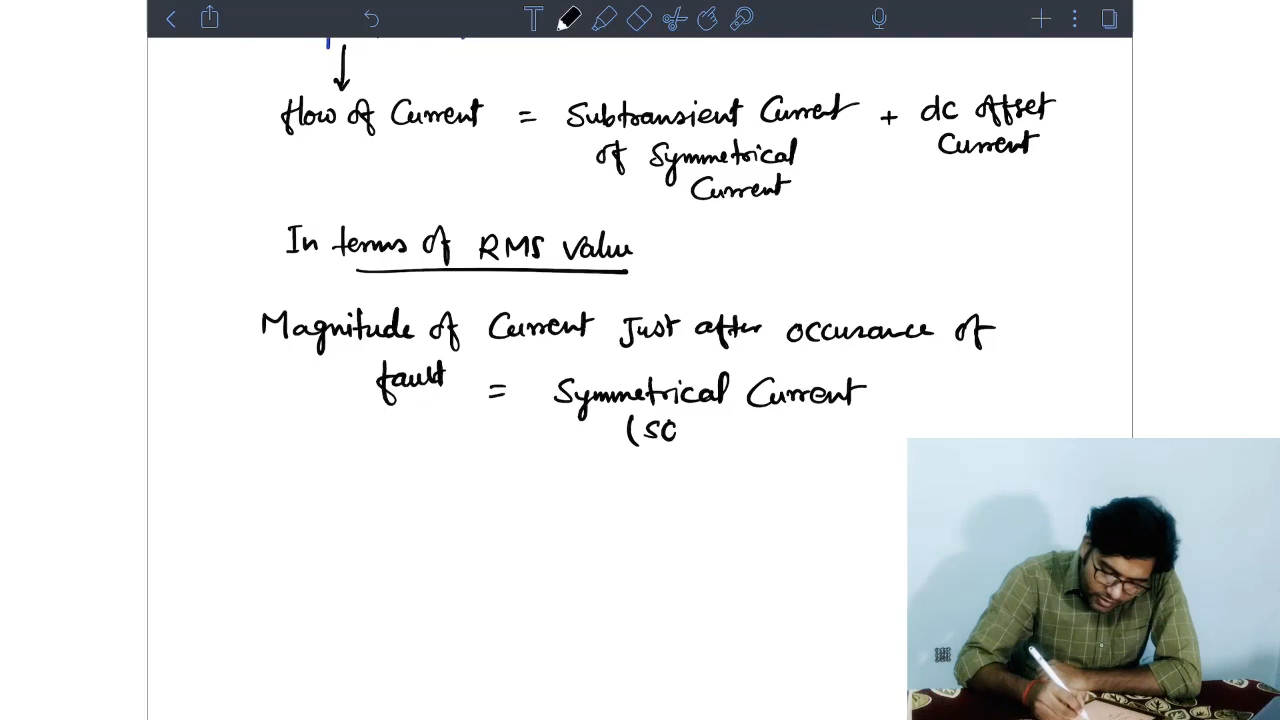 flow of Current = Subtransient Current + dc offset
of Symmetrical Current
Current
In terms of RMS value
Magnitude of Current Just after occurance of
fault = Symmetrical Current
(SC